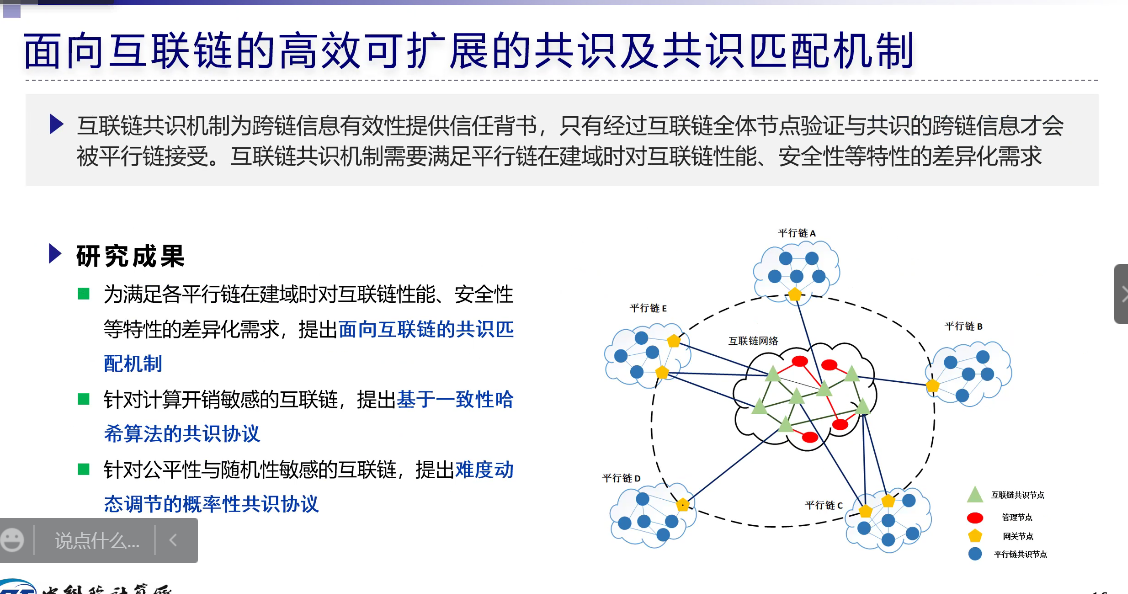 面向互联链的高效可扩展的共识及共识匹配机制
互联链共识机制为跨链信息有效性提供信任背书，只有经过互联链全体节点验证与共识的跨链信息才会
被平行链接受。互联链共识机制需要满足平行链在建域时对互联链性能、安全性等特性的差异化需求
研究成果
为满足各平行链在建域时对互联链性能、安全性
等特性的差异化需求，提出面向互联链的共识匹
配机制
针对计算开销敏感的互联链，提出基于一致性哈
希算法的共识协议
针对公平性与随机性敏感的互联链，提出难度动
态调节的概率性共识协议
平行链 A
平行链 E
平行链 B
互联链网络
平行链 D
平行链 C
互联链共识节点
管理节点
网关节点
平行链共识节点
说点什么...